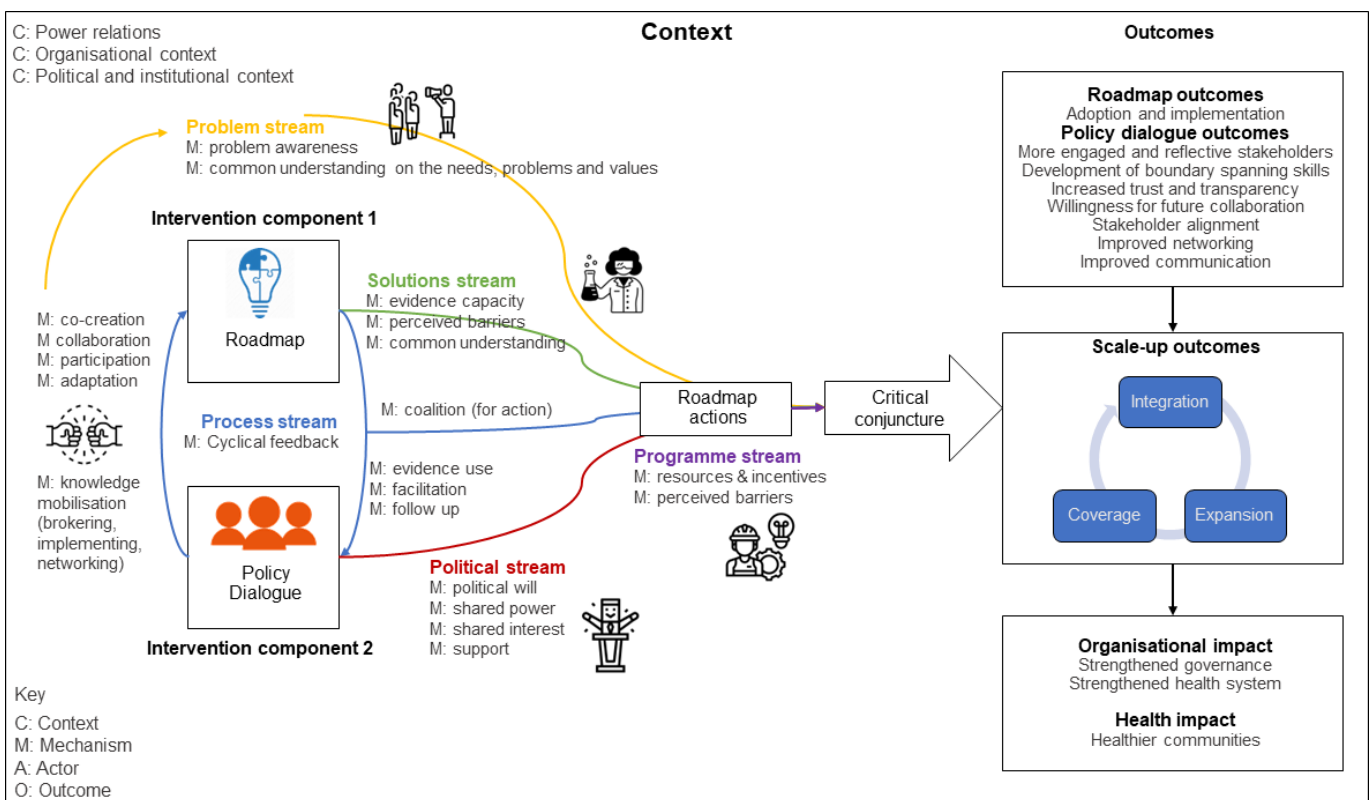 C: Power relations
C: Organisational context
C: Political and institutional context
Context
Outcomes
Problem stream
M: problem awareness
M: common understanding on the needs, problems and values
Intervention component 1
Roadmap
Solutions stream
M: evidence capacity
M: perceived barriers
M: common understanding
M: co-creation
M collaboration
M: participation
M: adaptation
Process stream
M: Cyclical feedback
M: coalition (for action)
M: knowledge
mobilisation
(brokering,
implementing,
networking)
M: evidence use
M: facilitation
M: follow up
Policy
Dialogue
Intervention component 2
Political stream
M: political will
M: shared power
M: shared interest
M: support
Roadmap
actions
Programme stream
M: resources & incentives
M: perceived barriers
Critical
conjuncture
Roadmap outcomes
Adoption and implementation
Policy dialogue outcomes
More engaged and reflective stakeholders
Development of boundary spanning skills
Increased trust and transparency
Willingness for future collaboration
Stakeholder alignment
Improved networking
Improved communication
Scale-up outcomes
Integration
Coverage
Expansion
Organisational impact
Strengthened governance
Strengthened health system
Health impact
Healthier communities
Key
C: Context
M: Mechanism
A: Actor
O: Outcome